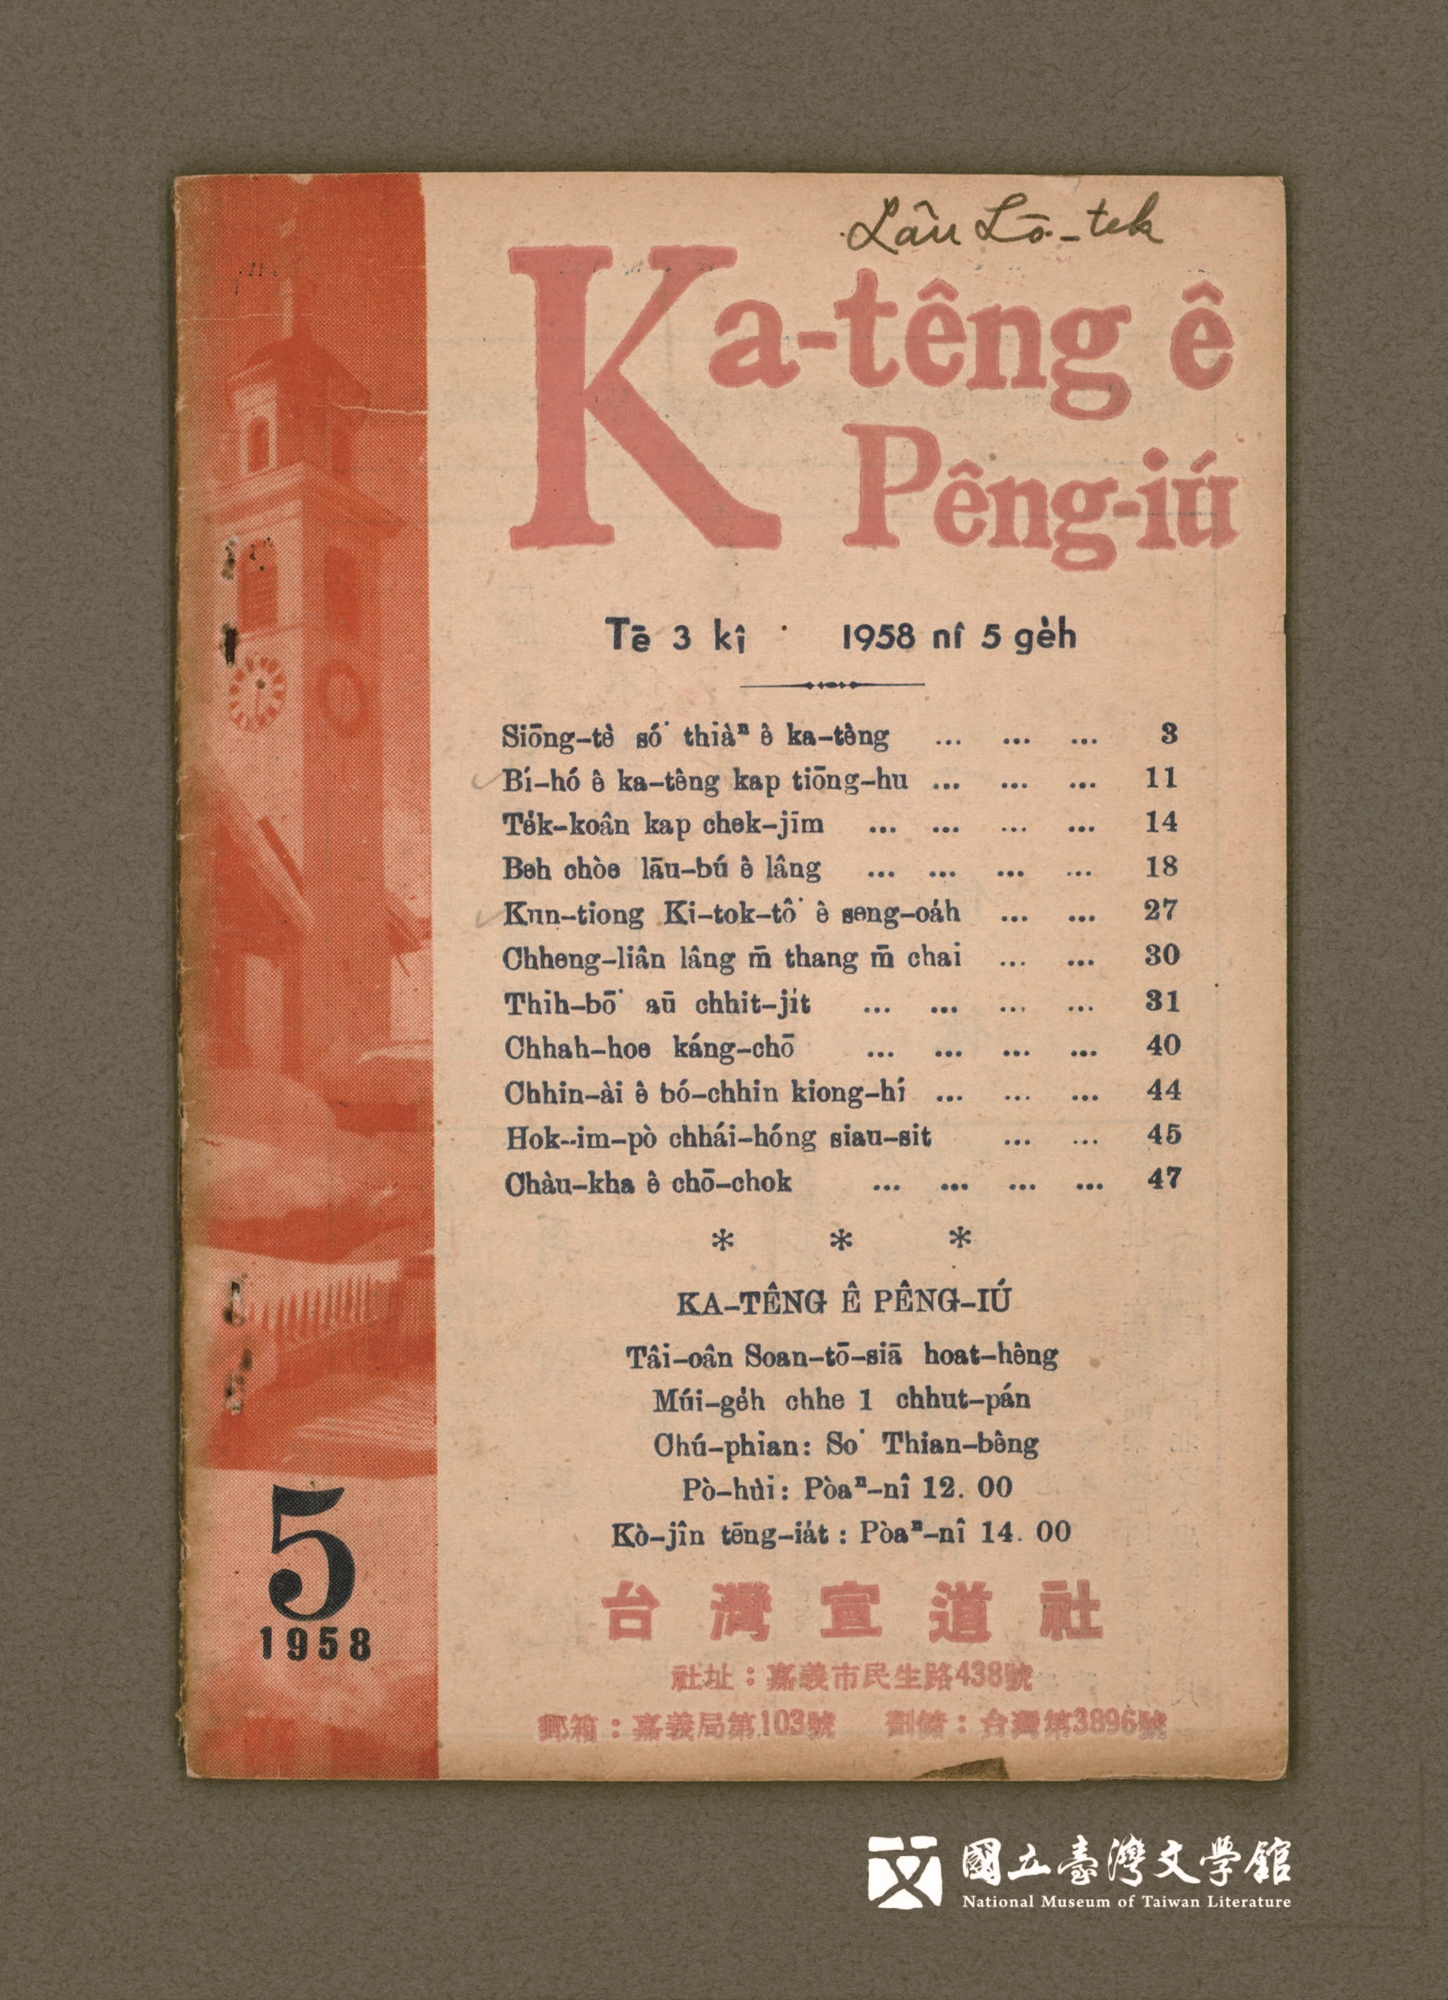 Lâu Lō͘-tek
Ka-têng ê
Pêng-iú
Tē 3 kî 1958 nî 5 ge̍h
Siōng-tè só͘ thiàⁿ ê ka-têng ... ... ... 3
Bí-hó ê ka-têng kap tiōng-hu ... ... ... 11
Te̍k-koân kap chek-jīm ... ... ... ... 14
Beh chòe lāu-bú ê lâng ... ... ... ... 18
Kun-tiong Ki-tok-tô͘ ê seng-oa̍h ... ... 27
Chheng-liân lâng m̄ thang m̄ chai ... ... 30
Thih-bō͘ aū chhit-ji̍t ... ... ... ... 31
Chhah-hoe káng-chō ... ... ... ... 40
Chhin-ài ê bó-chhin kiong-hí ... ... ... 44
Hok-im-pò chhái-hóng siau-sit ... ... 45
Chàu-kha ê chō-chok ... ... ... ... 47
* * *
KA-TÊNG Ê PÊNG-IÚ
Tâi-oân Soan-tō-siā hoat-hêng
Múi-ge̍h chhe 1 chhut-pán
Chú-phian: So͘ Thian-bêng
Pò-hùi: Pòaⁿ-nî 12. 00
Kò-jîn tēng-ia̍t: Pòaⁿ-nî 14. 00
台灣宣道社
社址：嘉義市民生路438號
郵箱：嘉義局第103號 劃儲：台灣第3896號
5
1958
國立臺灣文學館
National Museum of Taiwan Literature